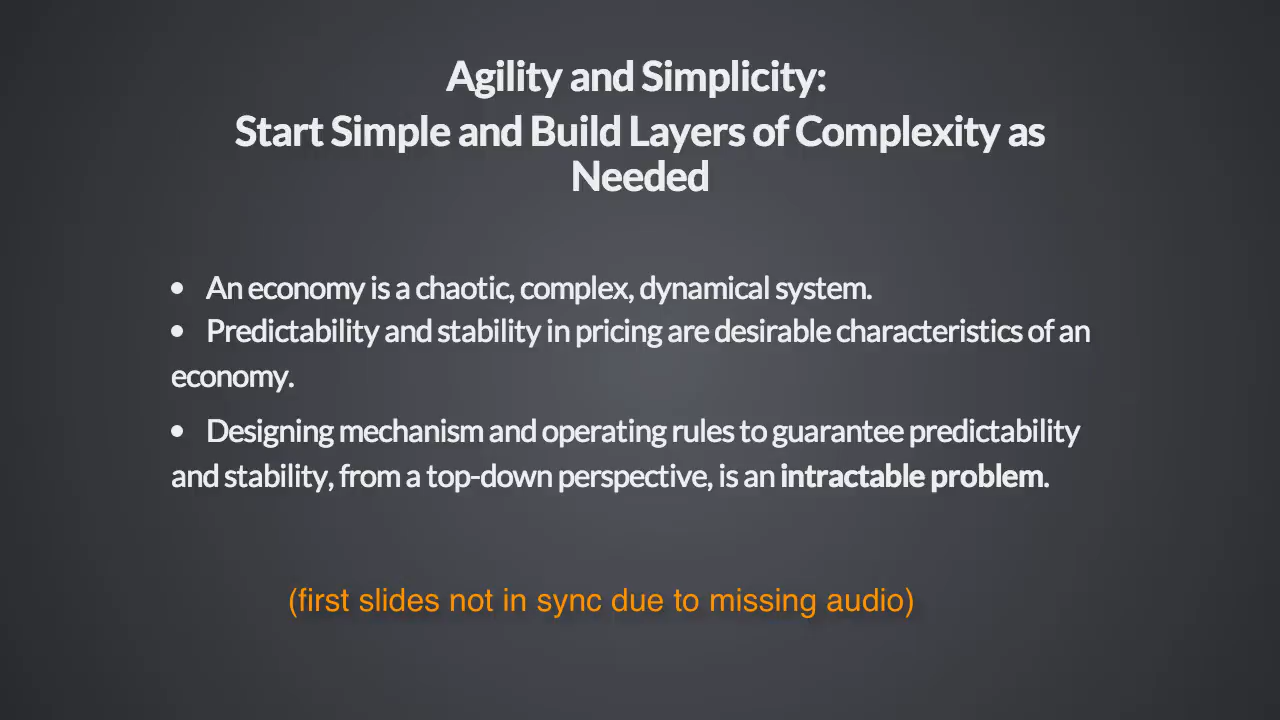 Agility and Simplicity:
Start Simple and Build Layers of Complexity as
Needed
• An economy is a chaotic, complex, dynamical system.
• Predictability and stability in pricing are desirable characteristics of an
economy.
• Designing mechanism and operating rules to guarantee predictability
and stability, from a top-down perspective, is an intractable problem.
(first slides not in sync due to missing audio)